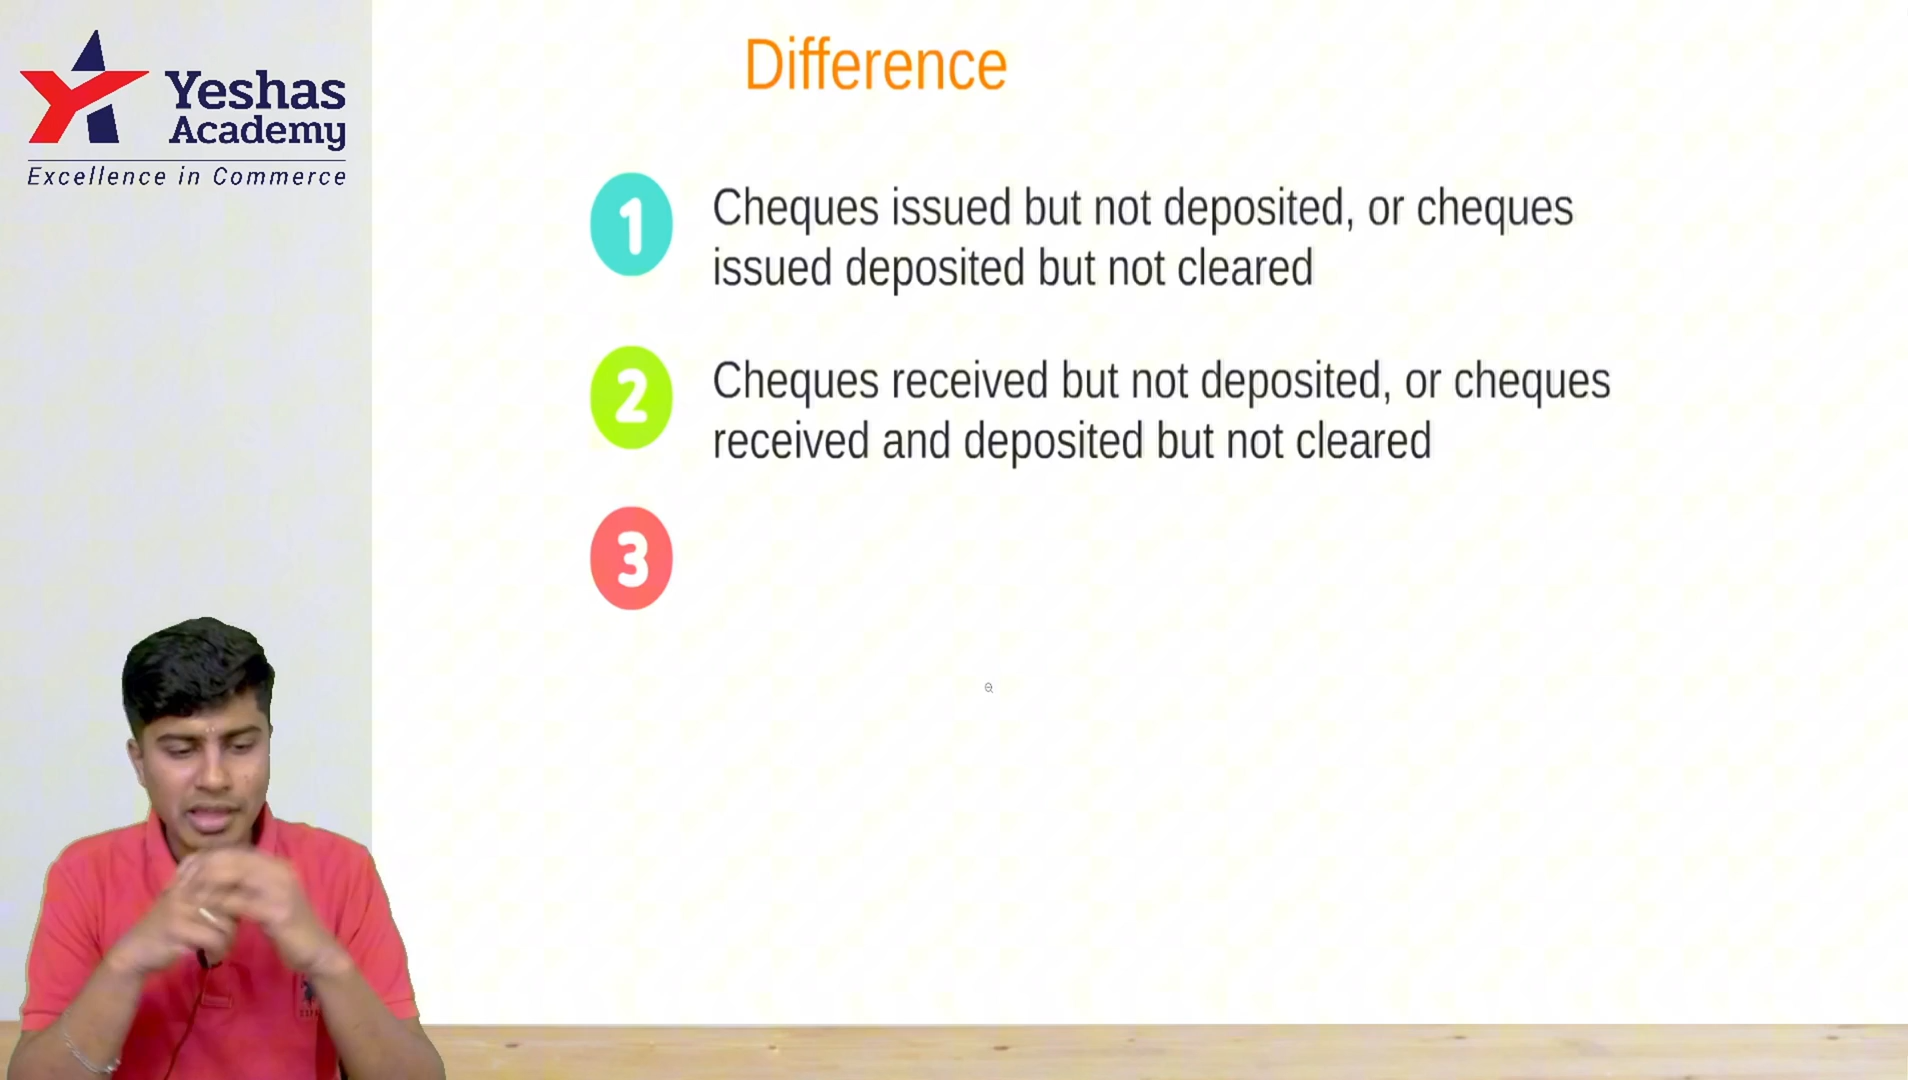 Yeshas
Academy
Excellence in Commerce
Difference
1
Cheques issued but not deposited, or cheques
issued deposited but not cleared
2
Cheques received but not deposited, or cheques
received and deposited but not cleared
3